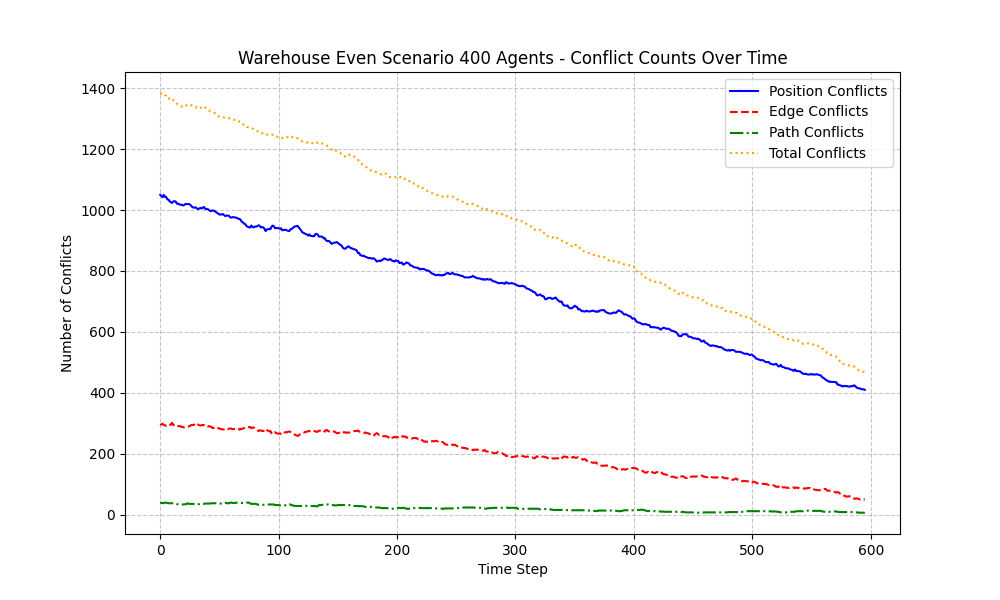 Warehouse Even Scenario 400 Agents - Conflict Counts Over Time
Position Conflicts
Edge Conflicts
Path Conflicts
Total Conflicts
Number of Conflicts
1400
1200
1000
800
600
400
200
0
0 100 200 300 400 500 600
Time Step